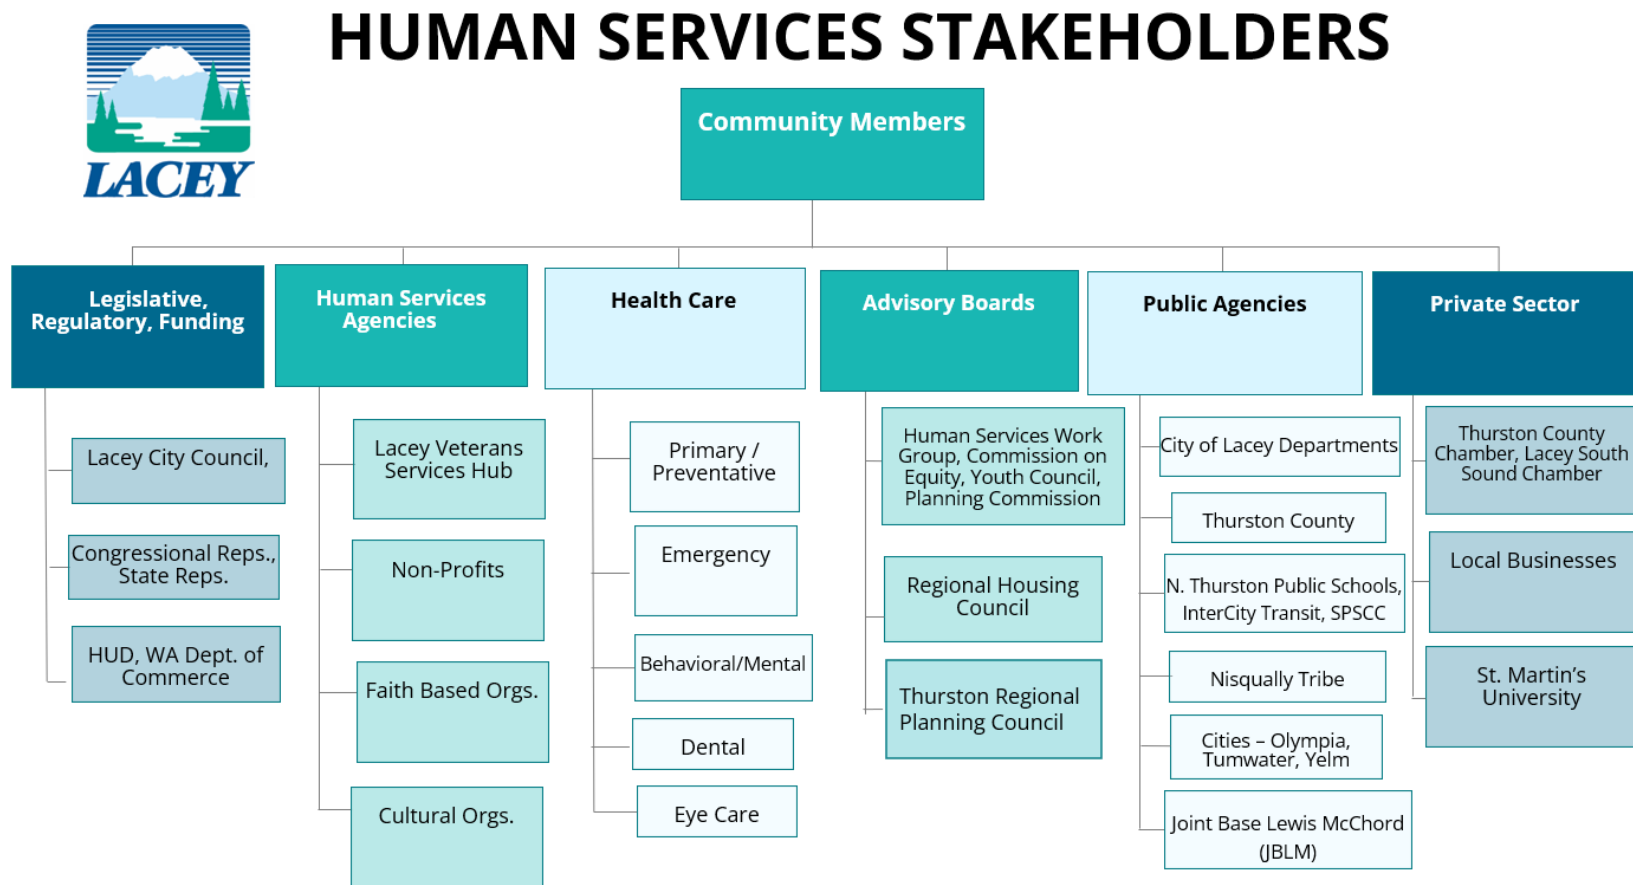 HUMAN SERVICES STAKEHOLDERS
LACEY
Community Members
Legislative,
Regulatory, Funding
Lacey City Council,
Congressional Reps.,
State Reps.
HUD, WA Dept. of
Commerce
Human Services
Agencies
Lacey Veterans
Services Hub
Non-Profits
Faith Based Orgs.
Cultural Orgs.
Health Care
Primary /
Preventative
Emergency
Behavioral/Mental
Dental
Eye Care
Advisory Boards
Human Services Work
Group, Commission on
Equity, Youth Council,
Planning Commission
Regional Housing
Council
Thurston Regional
Planning Council
Public Agencies
City of Lacey Departments
Thurston County
N. Thurston Public Schools,
InterCity Transit, SPSCC
Nisqually Tribe
Cities – Olympia,
Tumwater, Yelm
Joint Base Lewis McChord
(JBLM)
Private Sector
Thurston County
Chamber, Lacey South
Sound Chamber
Local Businesses
St. Martin’s
University